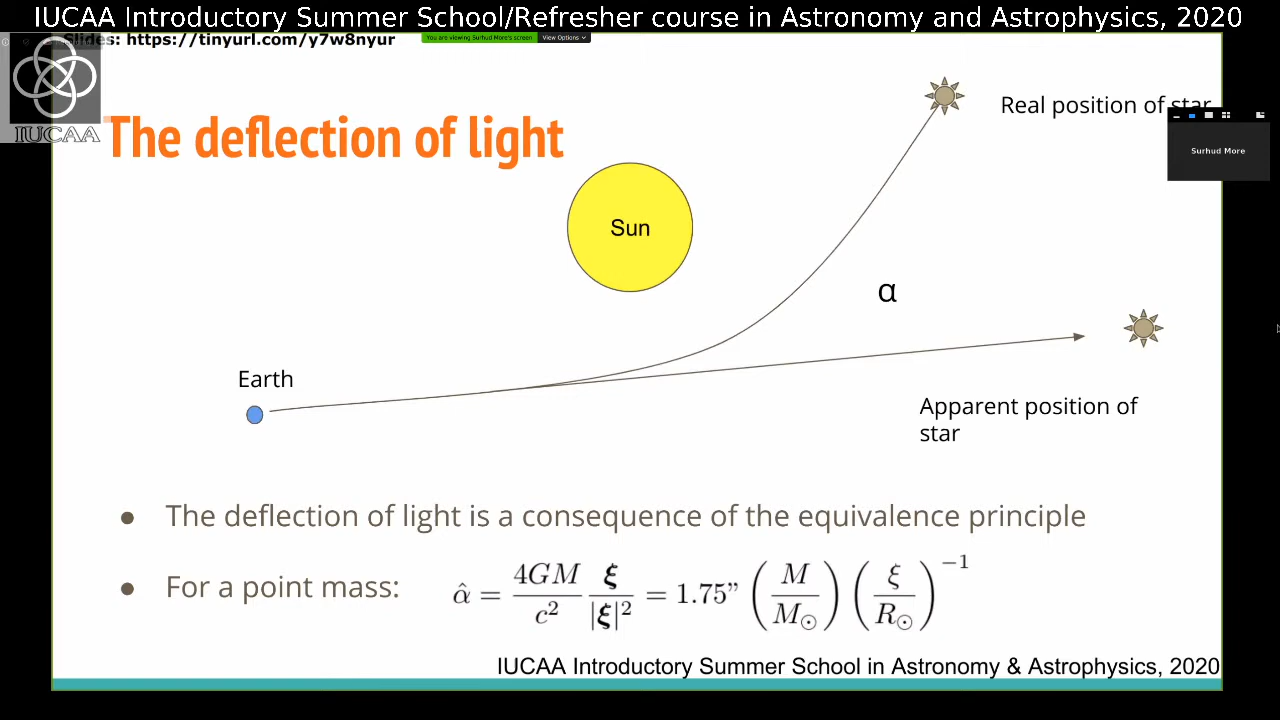 IUCAA Introductory Summer School/Refresher course in Astronomy and Astrophysics, 2020
Slides: https://tinyurl.com/y7w8nyur
You are viewing Surhud More's screen View Options
IUCAA
The deflection of light
Real position of star
Surhud More
Sun
α
Earth
Apparent position of
star
● The deflection of light is a consequence of the equivalence principle
● For a point mass: α̂ = 4GM/c² ξ/|ξ|² = 1.75” (M/M⊙) (ξ/R⊙)⁻¹
IUCAA Introductory Summer School in Astronomy & Astrophysics, 2020